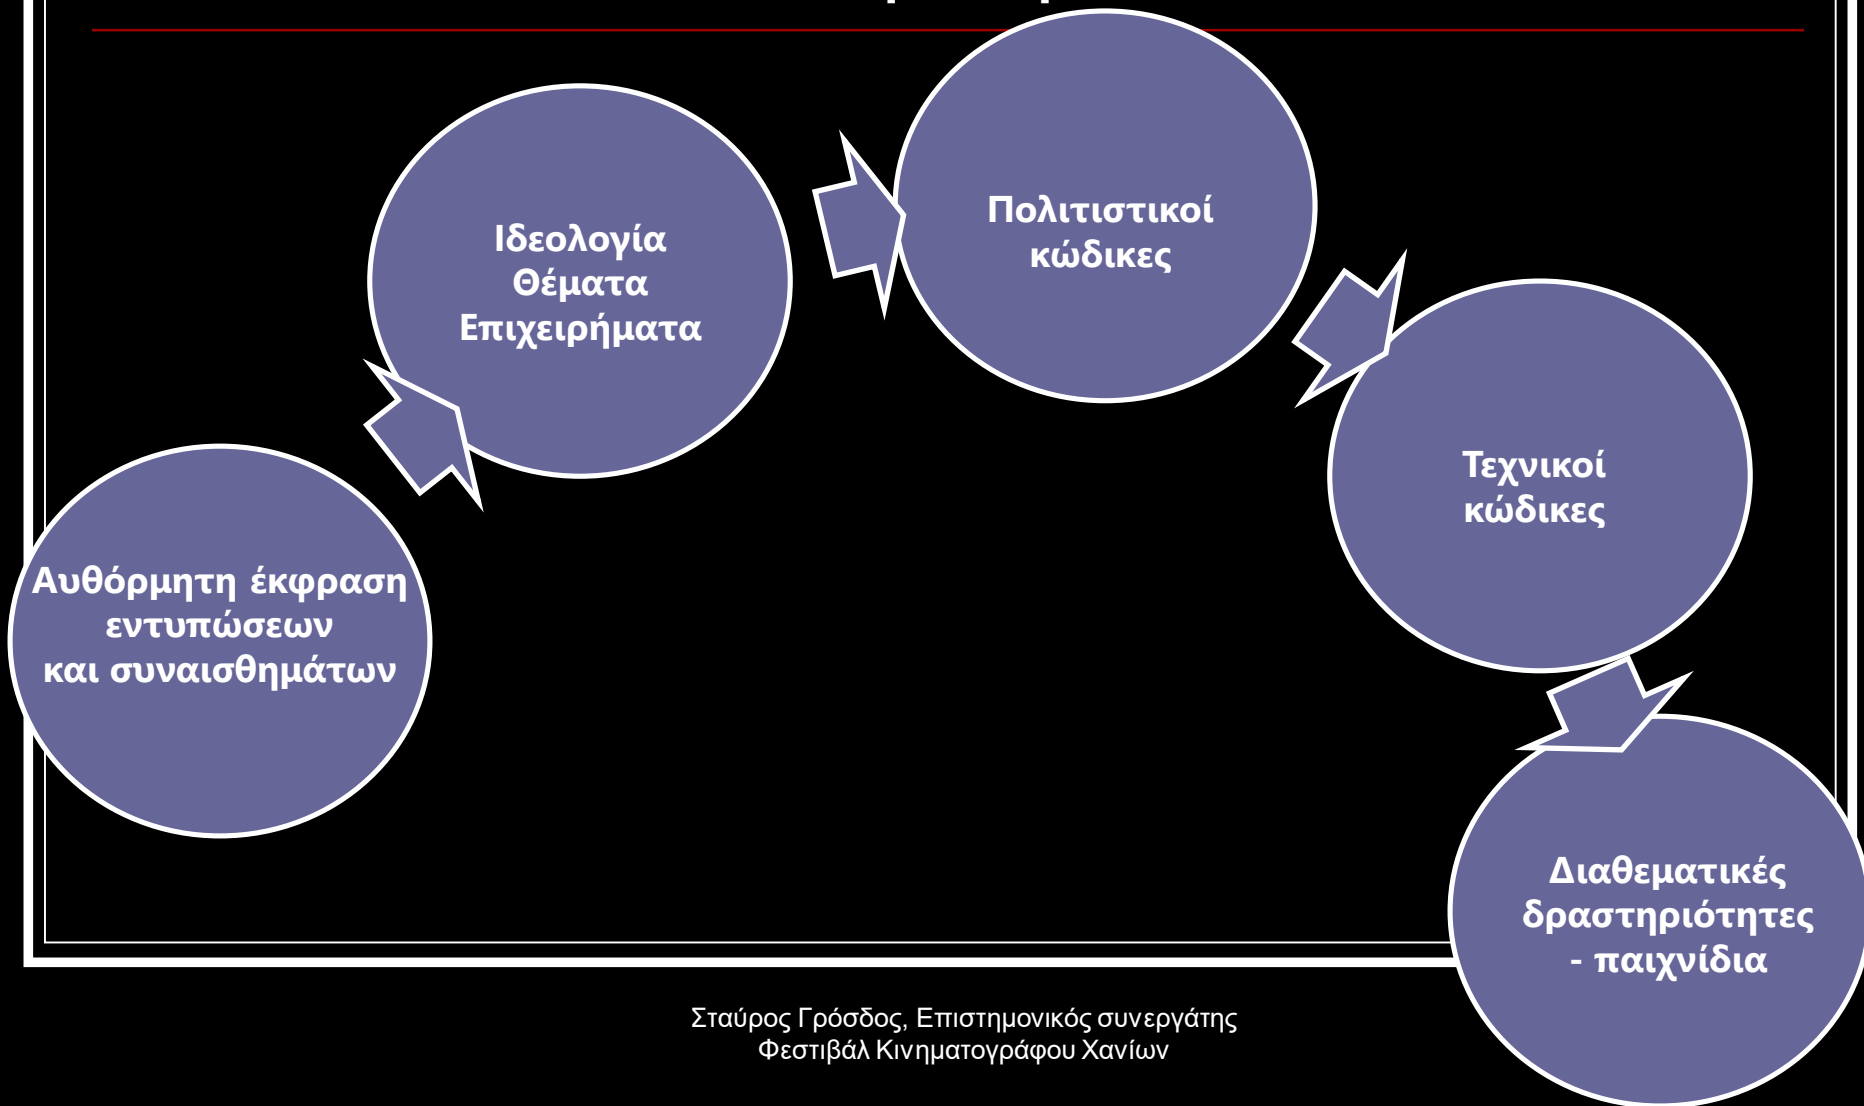 Αυθόρμητη έκφραση
εντυπώσεων
και συναισθημάτων
Ιδεολογία
Θέματα
Επιχειρήματα
Πολιτιστικοί
κώδικες
Τεχνικοί
κώδικες
Διαθεματικές
δραστηριότητες
- παιχνίδια
Σταύρος Γρόσδος, Επιστημονικός συνεργάτης
Φεστιβάλ Κινηματογράφου Χανίων